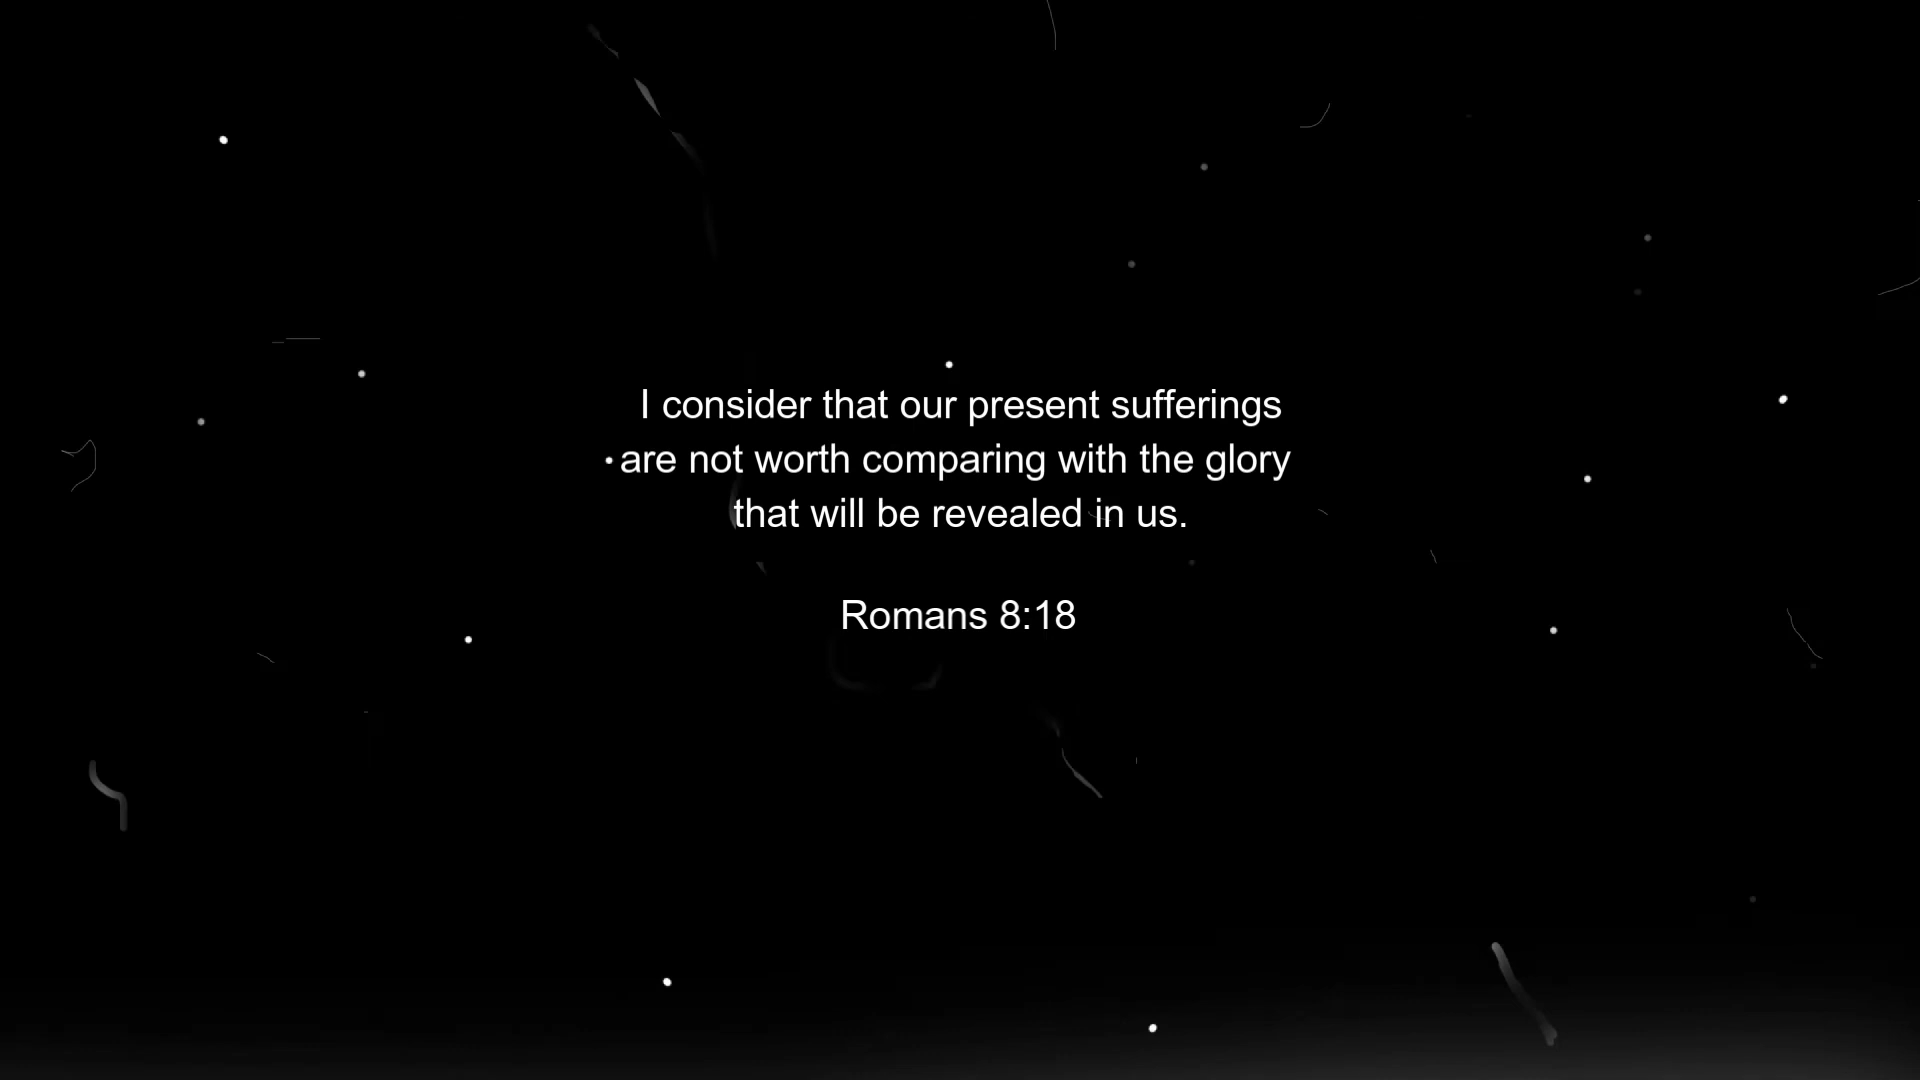 I consider that our present sufferings
are not worth comparing with the glory
that will be revealed in us.
Romans 8:18